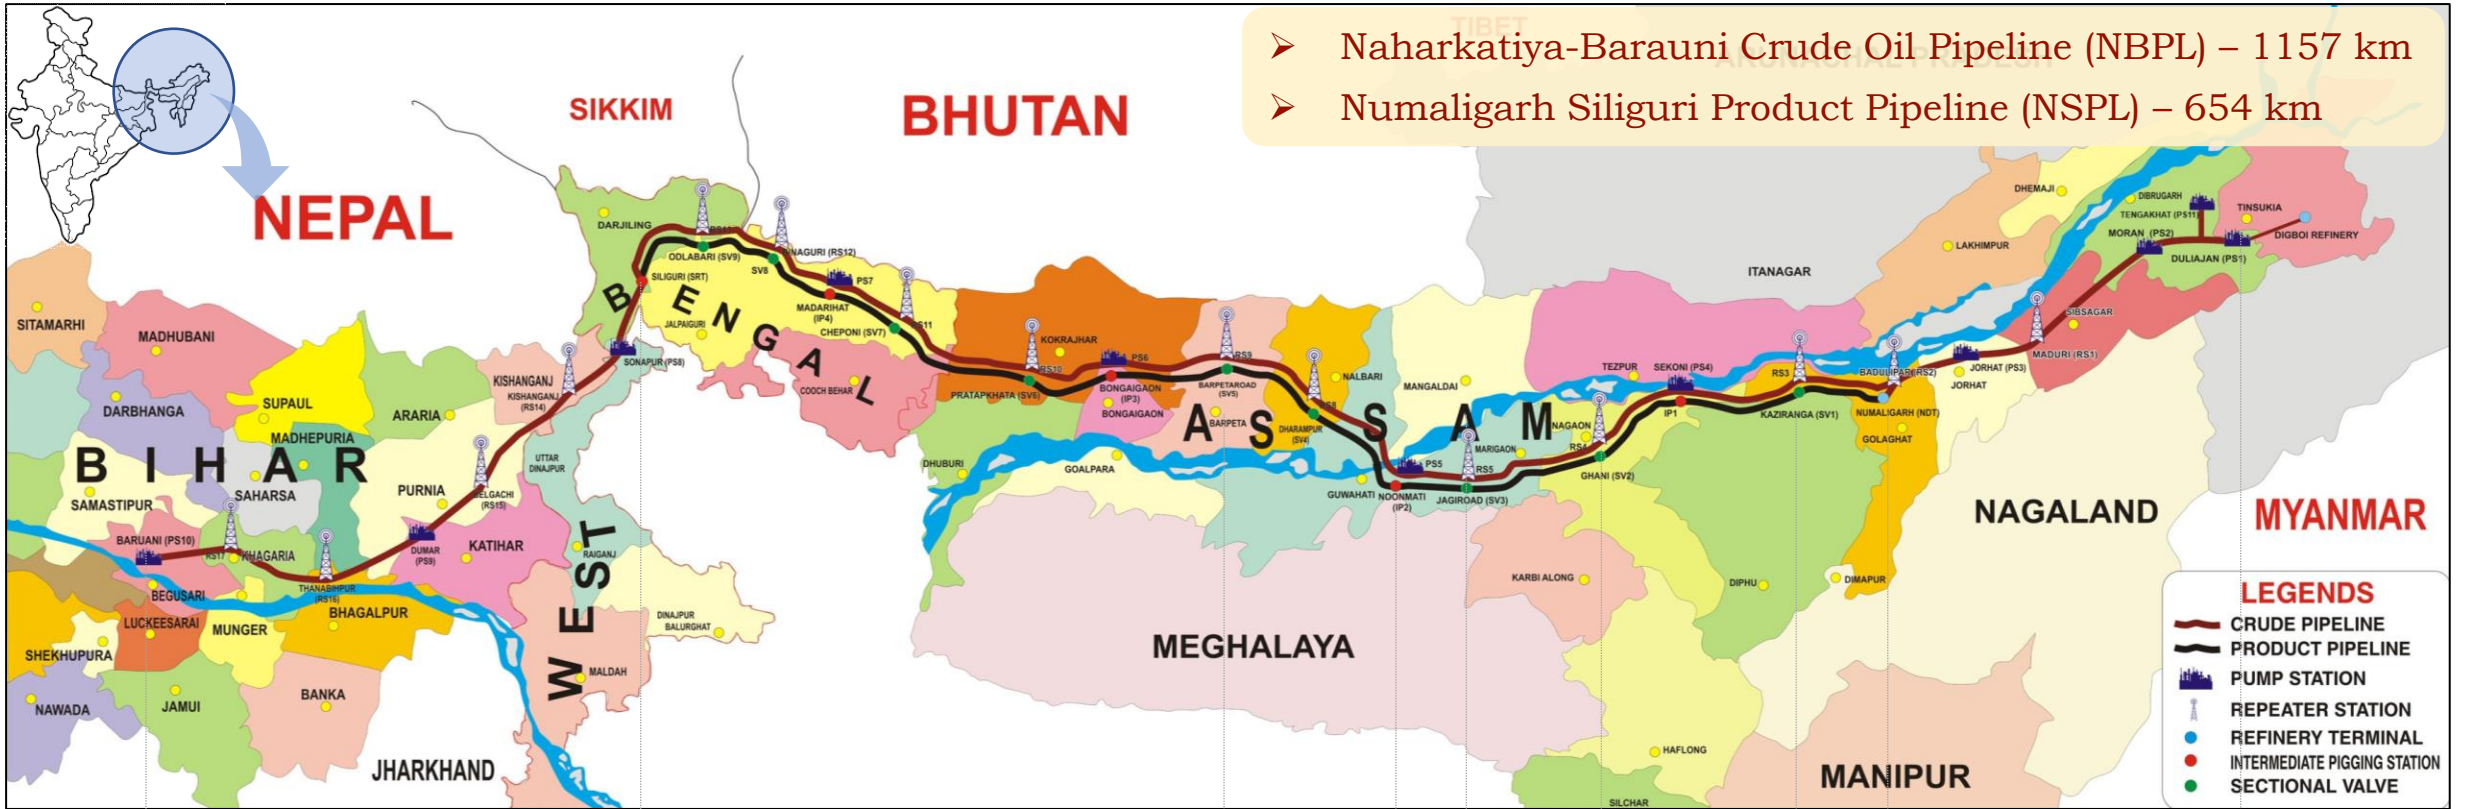 ➤ Naharkatiya-Barauni Crude Oil Pipeline (NBPL) – 1157 km
➤ Numaligarh Siliguri Product Pipeline (NSPL) – 654 km
TIBET
ARUNACHAL PRADESH
SIKKIM
BHUTAN
NEPAL
DARJILING
ODLABARI (SV9)
BINAGURI (RS12)
SV8
SILIGURI (SRT)
PS7
MADARIHAT
(IP4)
CHEPONI (SV7)
RS11
JALPAIGURI
COOCH BEHAR
SONAPUR (PS8)
WEST
BENGAL
KISHANGANJ
KISHANGANJ
(RS14)
UTTAR
DINAJPUR
RAIGANJ
DINAJPUR
BALURGHAT
MALDAH
SITAMARHI
MADHUBANI
DARBHANGA
SUPAUL
ARARIA
MADHEPURIA
BIHAR
SAMASTIPUR
SAHARSA
PURNIA
BELGACHI
(RS15)
BARUANI (PS10)
RS17
KHAGARIA
DUMAR
(PS9)
KATIHAR
THANABIHPUR
(RS16)
BEGUSARI
LUCKEESARAI
MUNGER
BHAGALPUR
SHEKHUPURA
NAWADA
JAMUI
BANKA
JHARKHAND
KOKRAJHAR
RS10
PS6
PRATAPKHATA (SV6)
BONGAIGAON
(IP3)
BONGAIGAON
RS9
BARPETAROAD
(SV5)
BARPETA
NALBARI
RS8
DHARAMPUR
(SV4)
ASSAM
DHUBURI
GOALPARA
GUWAHATI
NOONMATI
(IP2)
PS5
RS5
JAGIROAD (SV3)
MARIGAON
MANGALDAI
NAGAON
RS4
GHANI (SV2)
TEZPUR
SEKONI (PS4)
IP1
RS3
KAZIRANGA (SV1)
BADULIPAR (RS2)
NUMALIGARH (NDT)
GOLAGHAT
JORHAT (PS3)
JORHAT
MADURI (RS1)
SIBSAGAR
ITANAGAR
LAKHIMPUR
DHEMAJI
DIBRUGARH
TENGAKHAT (PS11)
MORAN (PS2)
DULIAJAN (PS1)
TINSUKIA
DIGBOI REFINERY
MEGHALAYA
KARBI ALONG
DIPHU
DIMAPUR
NAGALAND
MYANMAR
HAFLONG
SILCHAR
MANIPUR
LEGENDS
CRUDE PIPELINE
PRODUCT PIPELINE
PUMP STATION
REPEATER STATION
REFINERY TERMINAL
INTERMEDIATE PIGGING STATION
SECTIONAL VALVE